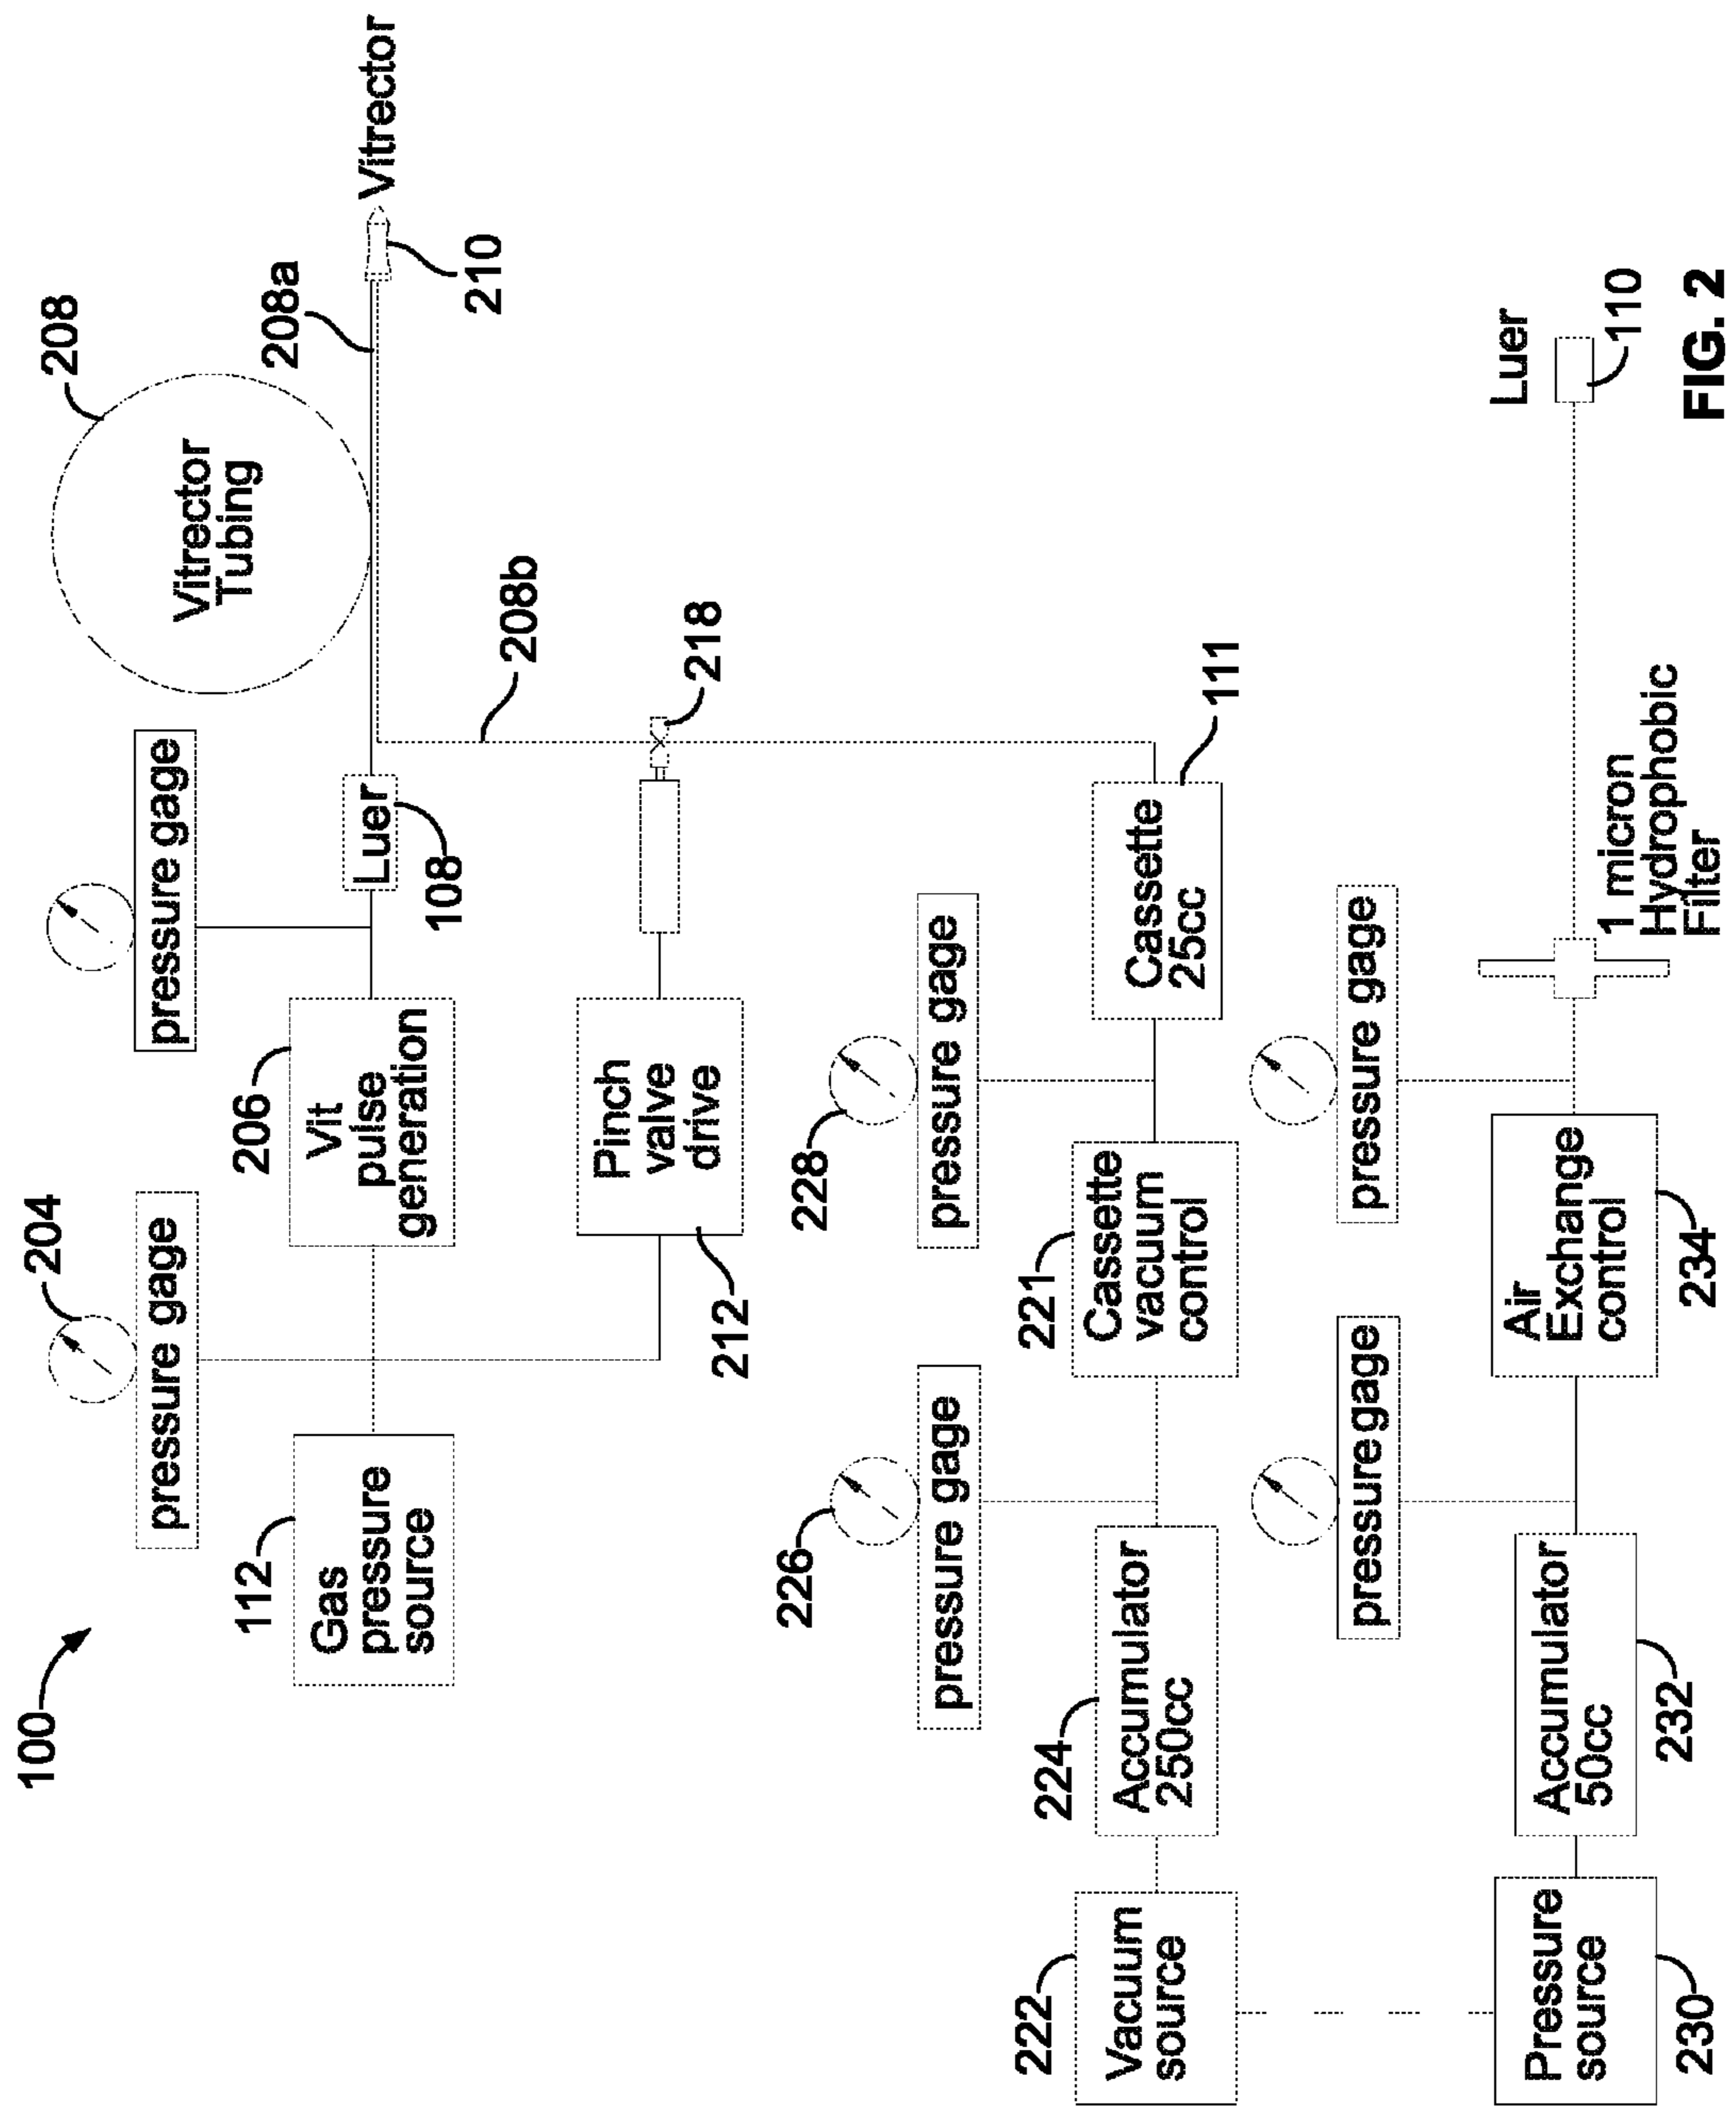 100
204
pressure gage
112
Gas
pressure
source
206
Vit
pulse
generation
pressure gage
Luer
108
208
Vitrector
Tubing
208a
Vitrector
210
208b
Pinch
valve
drive
212
218
226
pressure gage
228
pressure gage
222
Vacuum
source
224
Accumulator
250cc
221
Cassette
vacuum
control
Cassette
25cc
111
pressure gage
pressure gage
Pressure
source
230
Accumulator
50cc
232
Air
Exchange
control
234
1 micron
Hydrophobic
Filter
Luer
110
FIG. 2